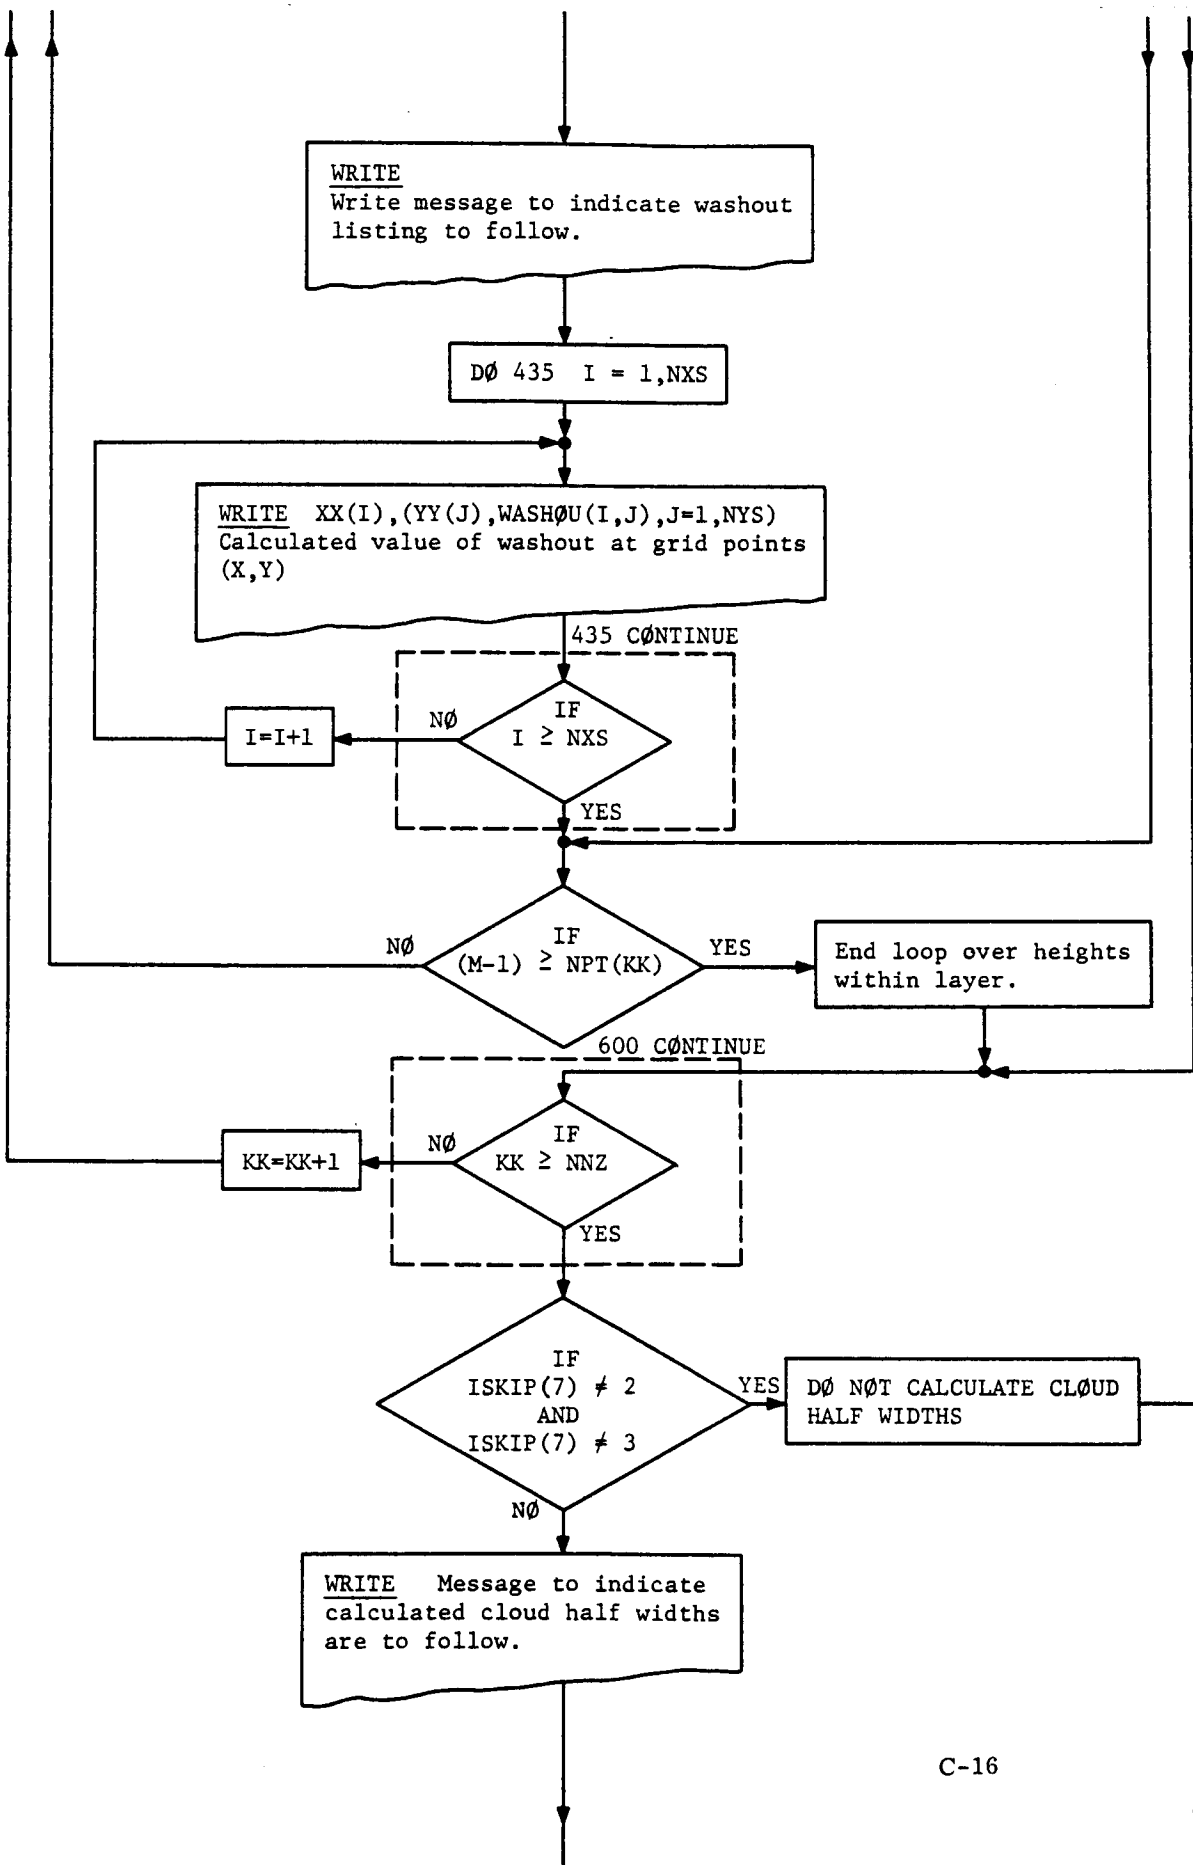 WRITE
Write message to indicate washout
listing to follow.
DØ 435 I = 1,NXS
WRITE XX(I),(YY(J),WASHØU(I,J),J=1,NYS)
Calculated value of washout at grid points
(X,Y)
435 CØNTINUE
IF
I ≥ NXS
NØ
I=I+1
YES
IF
(M-1) ≥ NPT(KK)
NØ
YES
End loop over heights
within layer.
600 CØNTINUE
IF
KK ≥ NNZ
NØ
KK=KK+1
YES
IF
ISKIP(7) ≠ 2
AND
ISKIP(7) ≠ 3
YES
DØ NØT CALCULATE CLØUD
HALF WIDTHS
NØ
WRITE Message to indicate
calculated cloud half widths
are to follow.
C-16